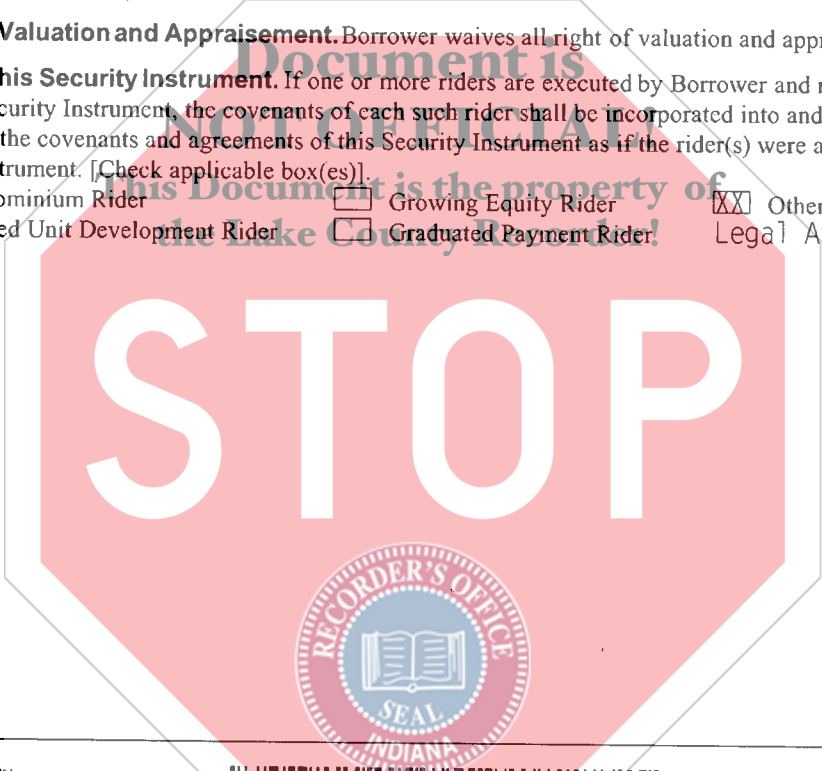 Valuation and Appraisement. Borrower waives all right of valuation and appr
Document is
his Security Instrument. If one or more riders are executed by Borrower and
curity Instrument, the covenants of each such rider shall be incorporated into and
NOT OFFICIAL!
the covenants and agreements of this Security Instrument as if the rider(s) were a
trument. [Check applicable box(es)].
This Document is the property of
ominium Rider Growing Equity Rider XX Other
the Lake County Recorder!
ed Unit Development Rider Graduated Payment Rider Legal A
STOP
RECORDER'S OFFICE
SEAL
INDIANA